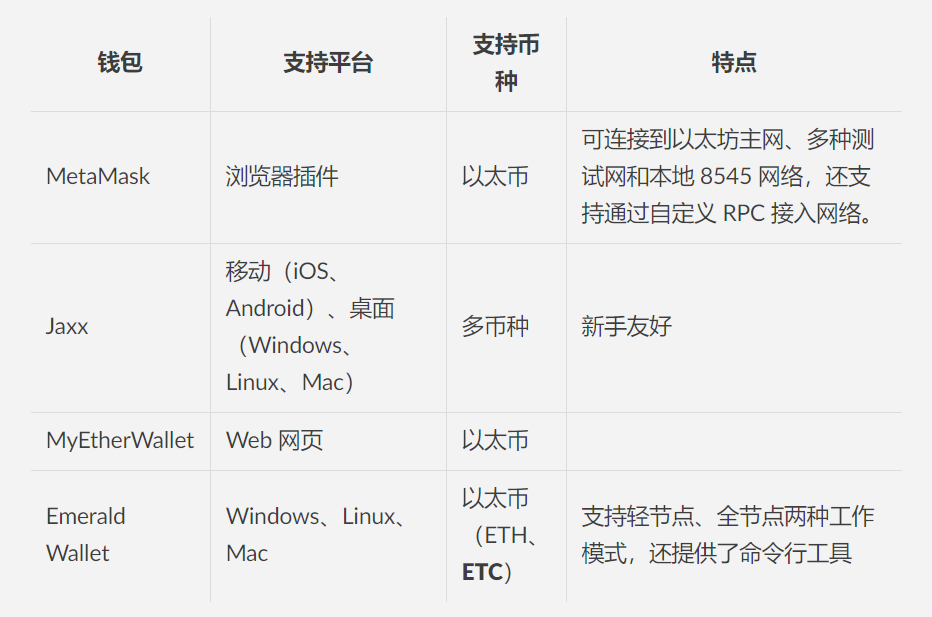 钱包
支持平台
支持币
种
特点
MetaMask
浏览器插件
以太币
可连接到以太坊主网、多种测
试网和本地 8545 网络，还支
持通过自定义 RPC 接入网络。
Jaxx
移动（iOS、
Android）、桌面
（Windows、
Linux、Mac）
多币种
新手友好
MyEtherWallet
Web 网页
以太币
Emerald
Wallet
Windows、Linux、
Mac
以太币
（ETH、
ETC）
支持轻节点、全节点两种工作
模式，还提供了命令行工具